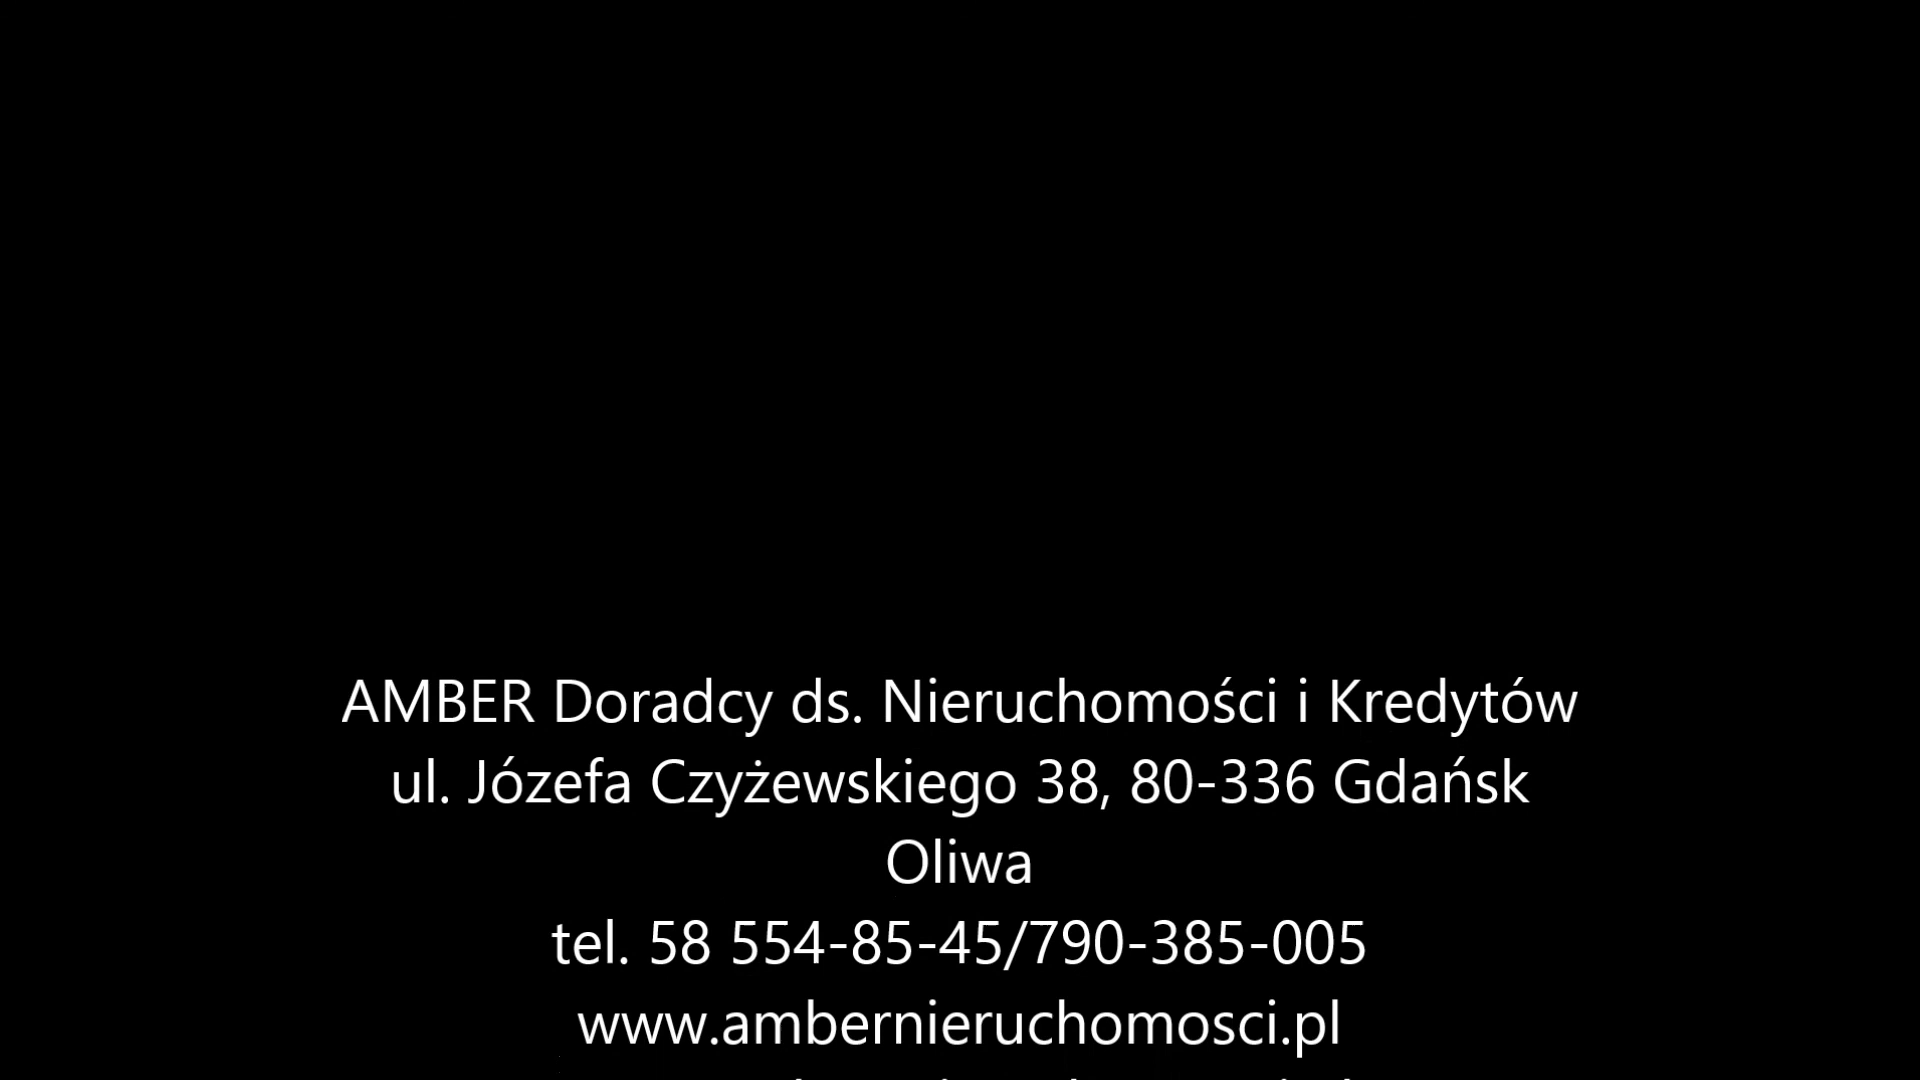 AMBER Doradcy ds. Nieruchomości i Kredytów
ul. Józefa Czyżewskiego 38, 80-336 Gdańsk
Oliwa
tel. 58 554-85-45/790-385-005
www.ambernieruchomosci.pl